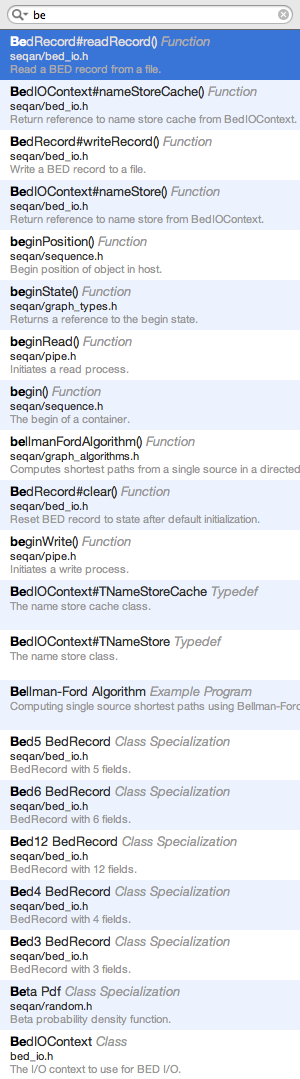 be
BedRecord#readRecord() Function
seqan/bed_io.h
Read a BED record from a file.
BedIOContext#nameStoreCache() Function
seqan/bed_io.h
Return reference to name store cache from BedIOContext.
BedRecord#writeRecord() Function
seqan/bed_io.h
Write a BED record to a file.
BedIOContext#nameStore() Function
seqan/bed_io.h
Return reference to name store from BedIOContext.
beginPosition() Function
seqan/sequence.h
Begin position of object in host.
beginState() Function
seqan/graph_types.h
Returns a reference to the begin state.
beginRead() Function
seqan/pipe.h
Initiates a read process.
begin() Function
seqan/sequence.h
The begin of a container.
bellmanFordAlgorithm() Function
seqan/graph_algorithms.h
Computes shortest paths from a single source in a directed
BedRecord#clear() Function
seqan/bed_io.h
Reset BED record to state after default initialization.
beginWrite() Function
seqan/pipe.h
Initiates a write process.
BedIOContext#TNameStoreCache Typedef
The name store cache class.
BedIOContext#TNameStore Typedef
The name store class.
Bellman-Ford Algorithm Example Program
Computing single source shortest paths using Bellman-Ford
Bed5 BedRecord Class Specialization
seqan/bed_io.h
BedRecord with 5 fields.
Bed6 BedRecord Class Specialization
seqan/bed_io.h
BedRecord with 6 fields.
Bed12 BedRecord Class Specialization
seqan/bed_io.h
BedRecord with 12 fields.
Bed4 BedRecord Class Specialization
seqan/bed_io.h
BedRecord with 4 fields.
Bed3 BedRecord Class Specialization
seqan/bed_io.h
BedRecord with 3 fields.
Beta Pdf Class Specialization
seqan/random.h
Beta probability density function.
BedIOContext Class
bed_io.h
The I/O context to use for BED I/O.